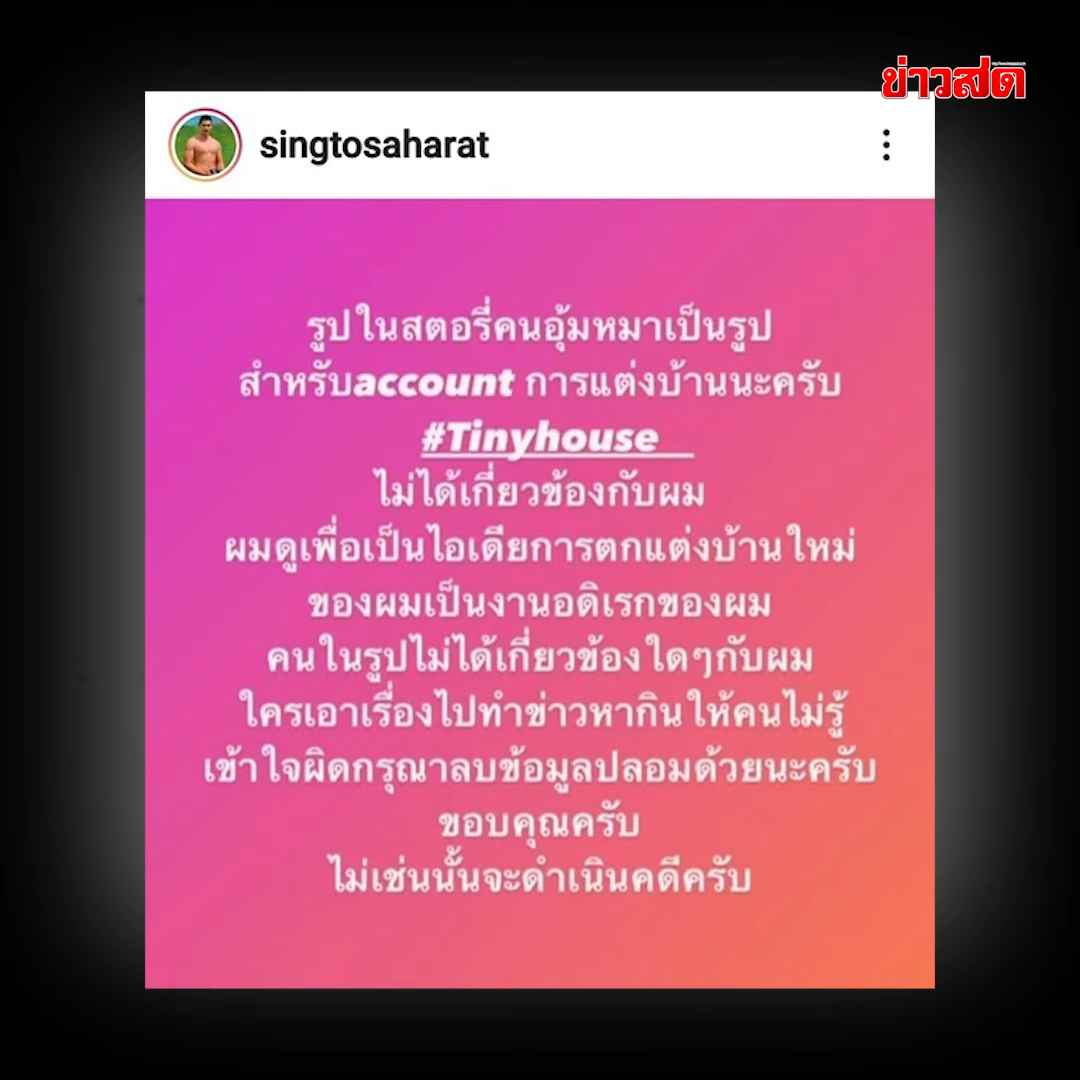 ข่าวสด
singtosaharat
รูปในสตอรี่คนอุ้มหมาเป็นรูป
สำหรับaccount การแต่งบ้านนะครับ
#Tinyhouse
ไม่ได้เกี่ยวข้องกับผม
ผมดูเพื่อเป็นไอเดียการตกแต่งบ้านใหม่
ของผมเป็นงานอดิเรกของผม
คนในรูปไม่ได้เกี่ยวข้องใดๆกับผม
ใครเอาเรื่องไปทำข่าวหากินให้คนไม่รู้
เข้าใจผิดกรุณาลบข้อมูลปลอมด้วยนะครับ
ขอบคุณครับ
ไม่เช่นนั้นจะดำเนินคดีครับ